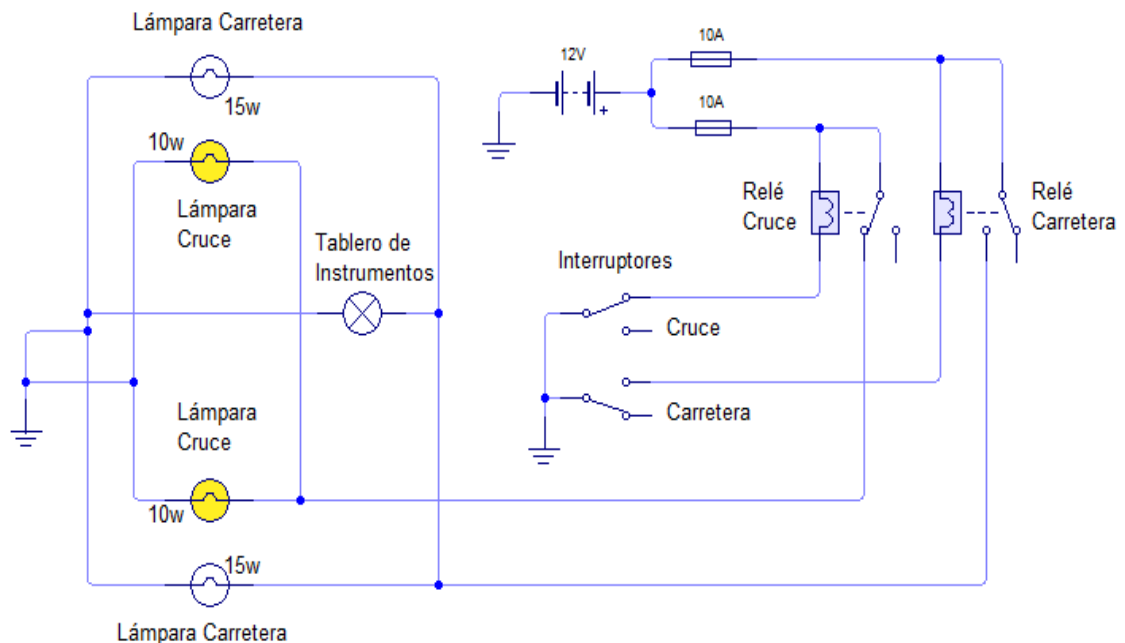 Lámpara Carretera
15w
10w
Lámpara
Cruce
Tablero de
Instrumentos
Lámpara
Cruce
10w
15w
Lámpara Carretera
12V
+
10A
10A
Relé
Cruce
Relé
Carretera
Interruptores
Cruce
Carretera